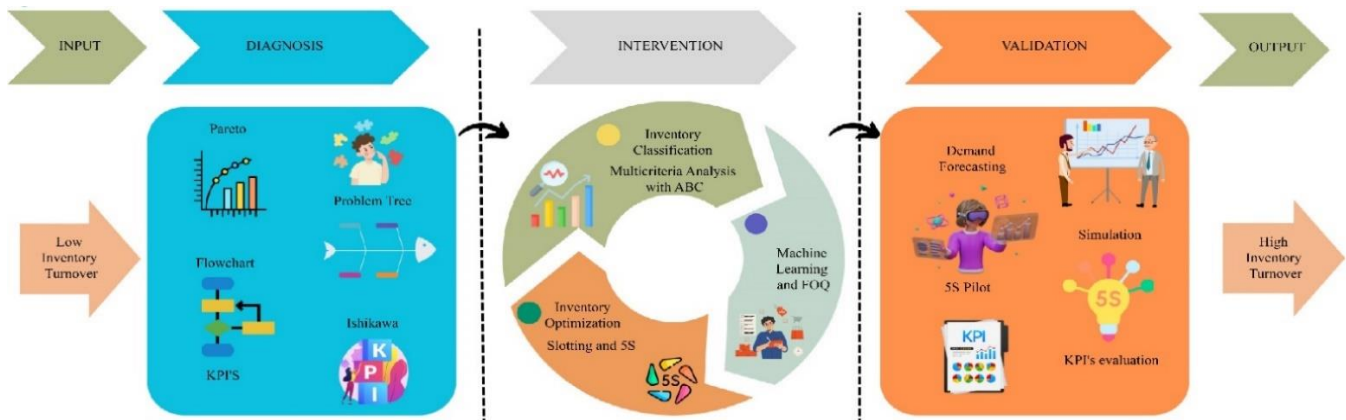 INPUT
DIAGNOSIS
INTERVENTION
VALIDATION
OUTPUT
Low
Inventory
Turnover
Pareto
Problem Tree
Flowchart
Ishikawa
KPI'S
K
P
I
Inventory
Classification
Multicriteria Analysis
with ABC
Machine
Learning
and FOQ
Inventory
Optimization
Slotting and 5S
5S
Demand
Forecasting
Simulation
5S Pilot
5S
KPI
KPI's evaluation
High
Inventory
Turnover